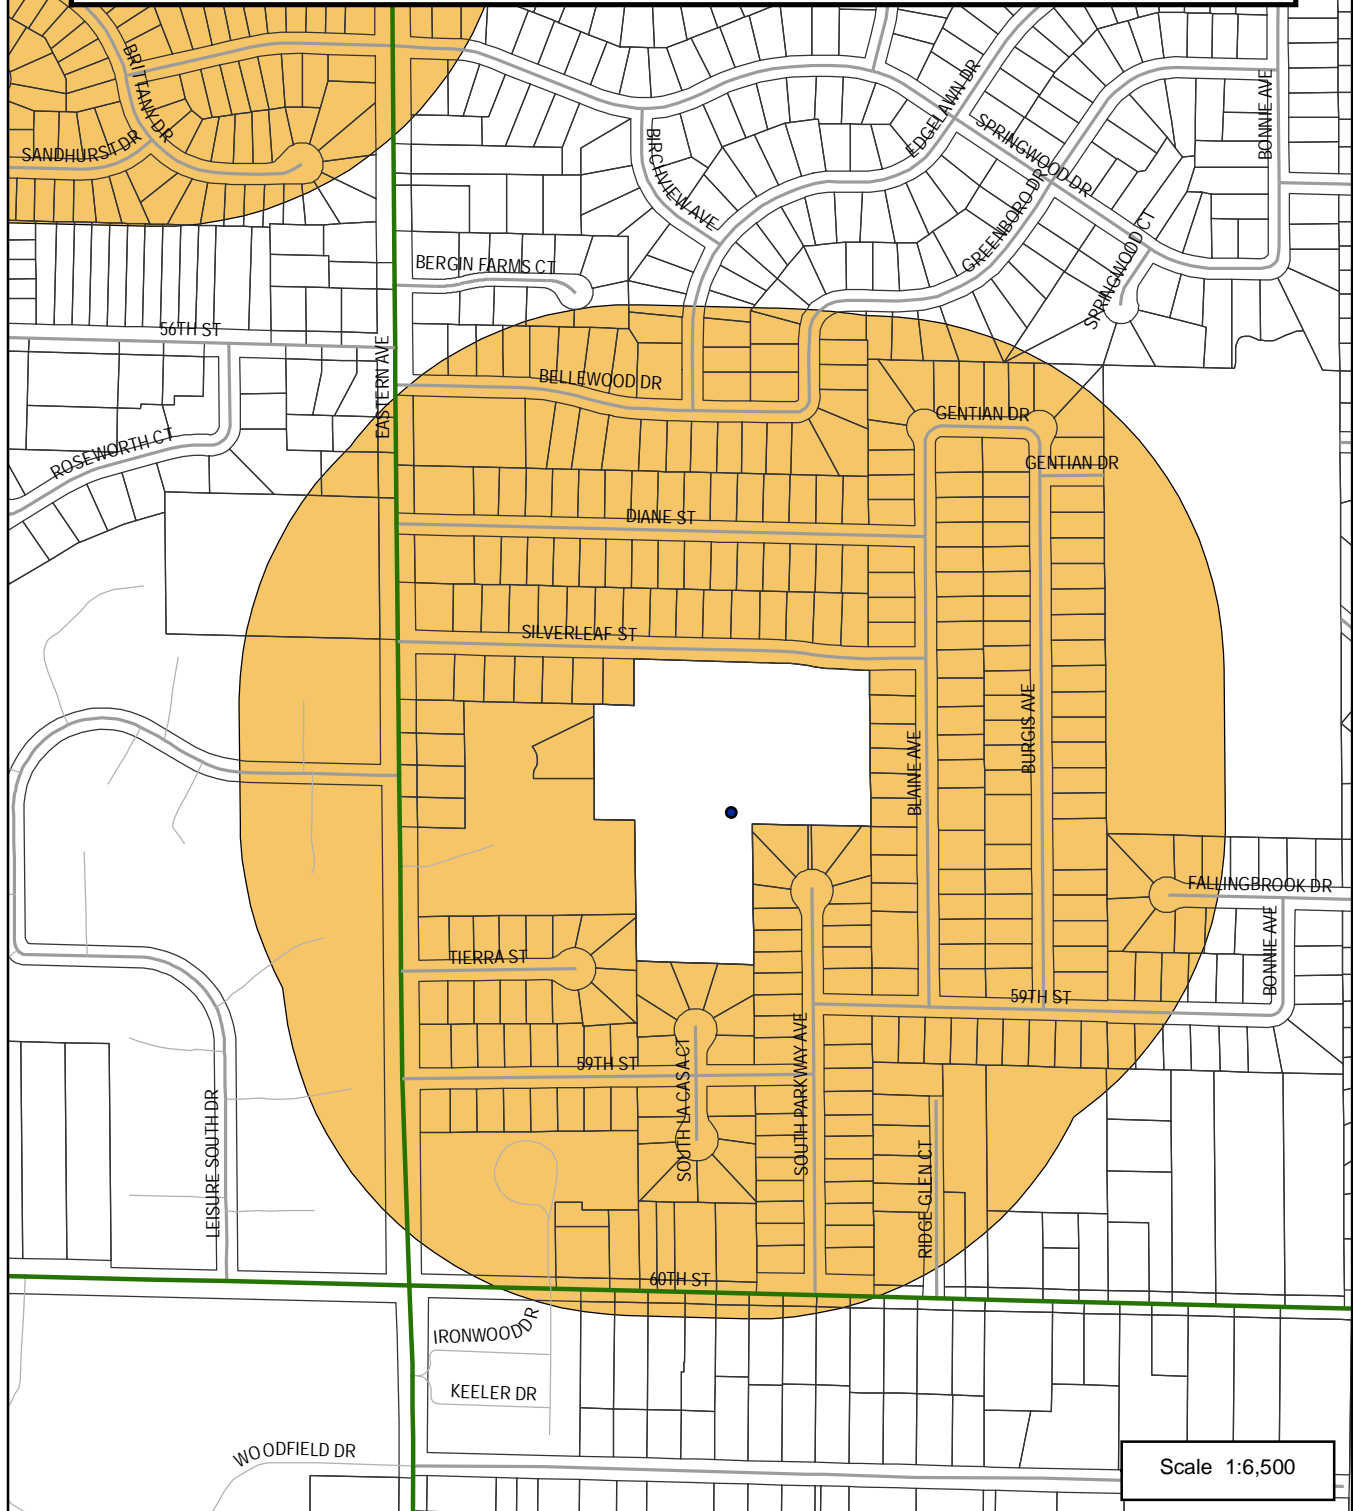 BRITTANY DR
SANDHURST DR
BIRCHVIEW AVE
EDGELAWN DR
SPRINGWOOD DR
BONNIE AVE
GREENBORO DR
SPRINGWOOD CT
BERGIN FARMS CT
56TH ST
EASTERN AVE
BELLEWOOD DR
GENTIAN DR
ROSEWORTH CT
GENTIAN DR
DIANE ST
SILVERLEAF ST
BURGIS AVE
BLAINE AVE
FALLINGBROOK DR
BONNIE AVE
TIERRA ST
59TH ST
59TH ST
SOUTH LA CASA CT
SOUTH PARKWAY AVE
LEISURE SOUTH DR
RIDGE GLEN CT
60TH ST
IRONWOOD DR
KEELER DR
WOODFIELD DR
Scale 1:6,500